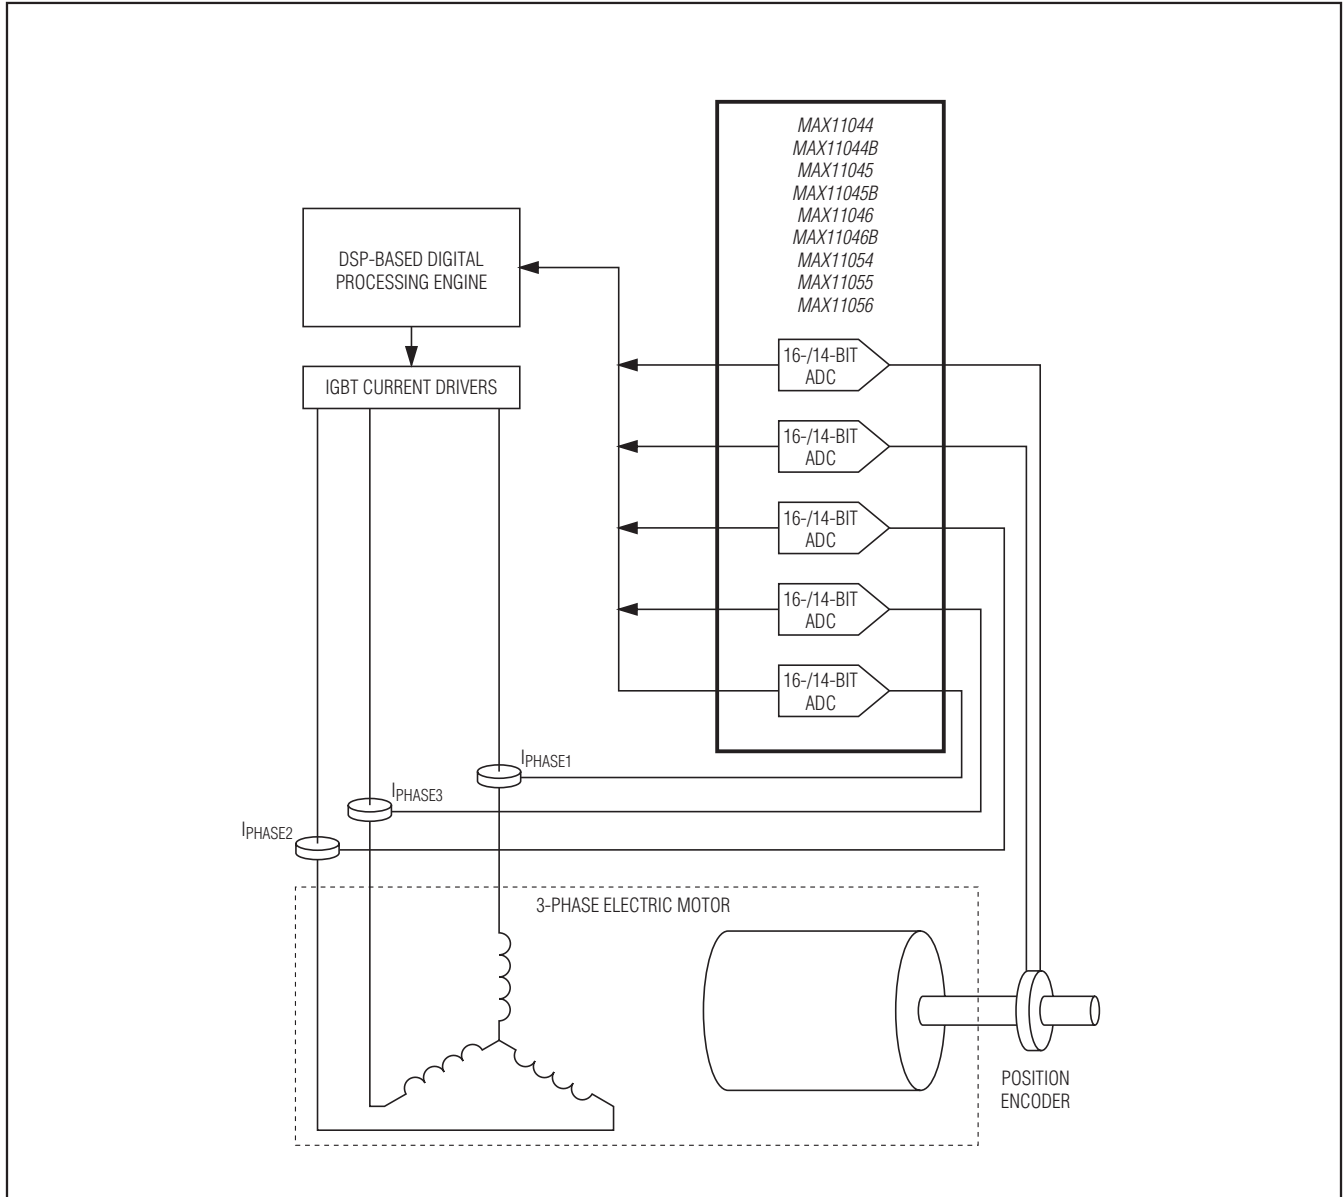 MAX11044
MAX11044B
MAX11045
MAX11045B
MAX11046
MAX11046B
MAX11054
MAX11055
MAX11056
DSP-BASED DIGITAL
PROCESSING ENGINE
IGBT CURRENT DRIVERS
16-/14-BIT
ADC
16-/14-BIT
ADC
16-/14-BIT
ADC
16-/14-BIT
ADC
16-/14-BIT
ADC
IPHASE1
IPHASE3
IPHASE2
3-PHASE ELECTRIC MOTOR
POSITION
ENCODER